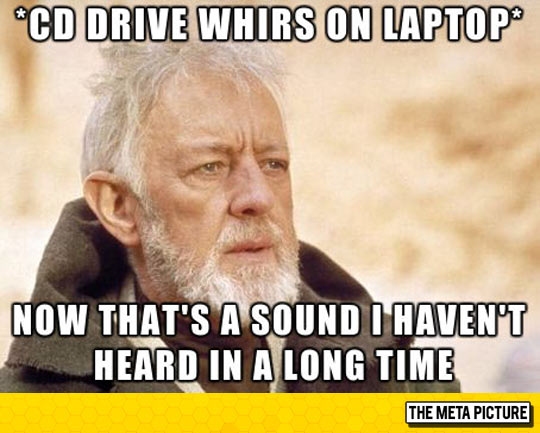 *CD DRIVE WHIRS ON LAPTOP*
NOW THAT'S A SOUND I HAVEN'T
HEARD IN A LONG TIME
THE META PICTURE